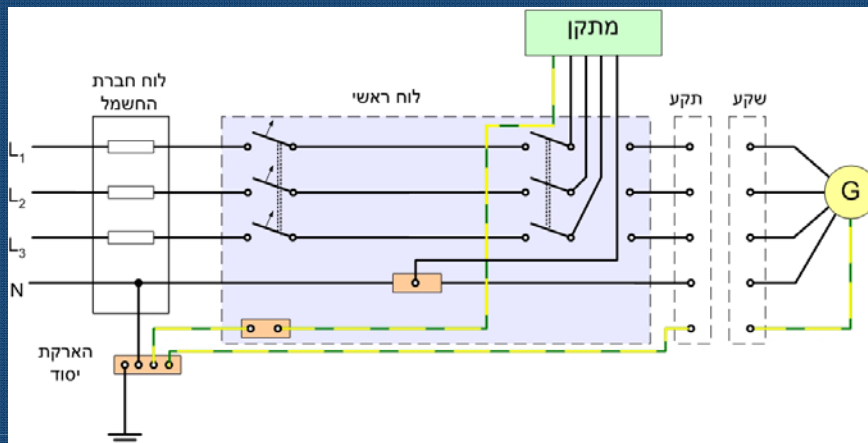 מתקן
לוח חברת
החשמל
לוח ראשי
תקע
שקע
L1
L2
L3
N
G
הארקת
יסוד